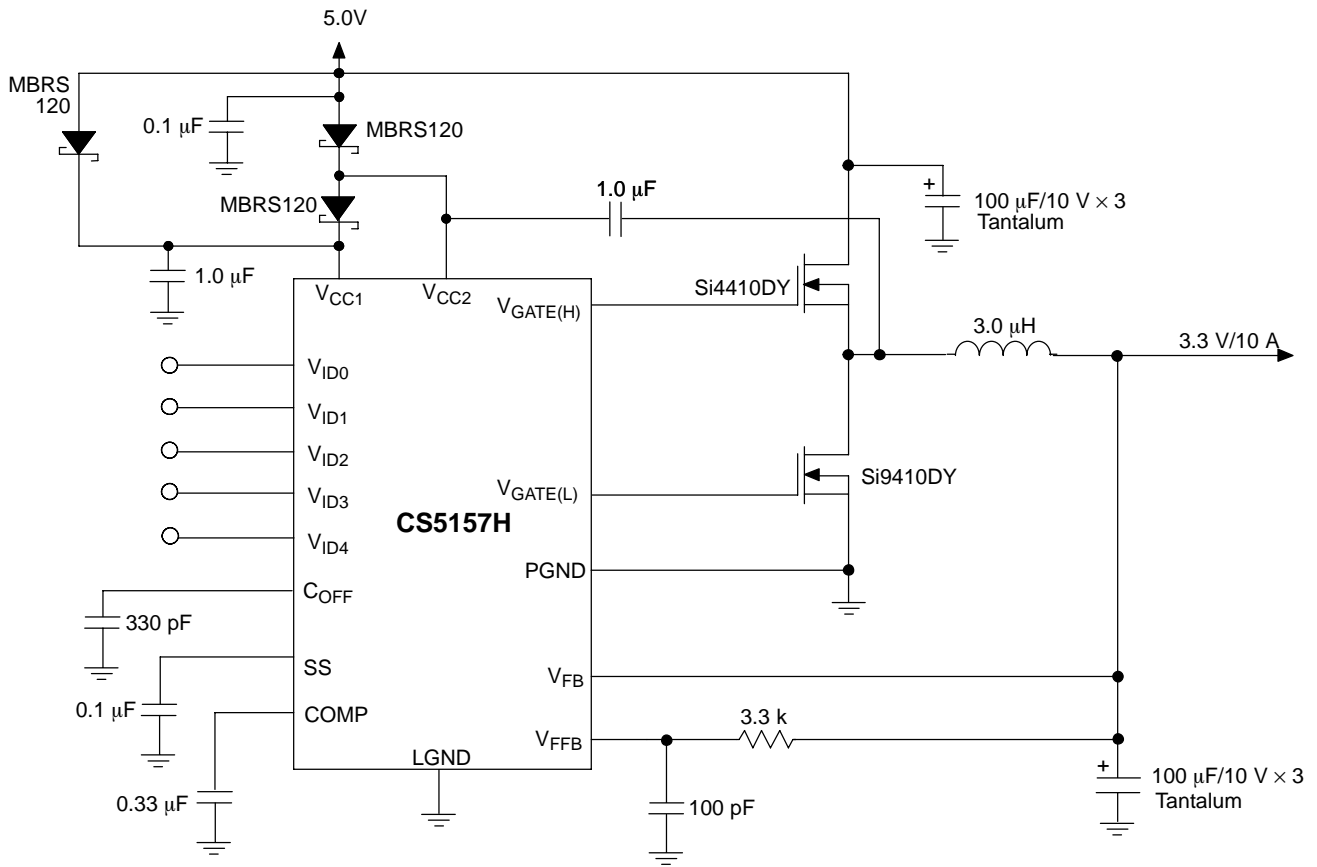 5.0V
MBRS
120
0.1 μF
MBRS120
MBRS120
1.0 μF
100 μF/10 V × 3
Tantalum
1.0 μF
VCC1
VCC2
VGATE(H)
Si4410DY
3.0 μH
3.3 V/10 A
VID0
VID1
VID2
VID3
VID4
VGATE(L)
Si9410DY
CS5157H
PGND
COFF
330 pF
SS
VFB
0.1 μF
COMP
VFFB
3.3 k
LGND
0.33 μF
100 pF
100 μF/10 V × 3
Tantalum